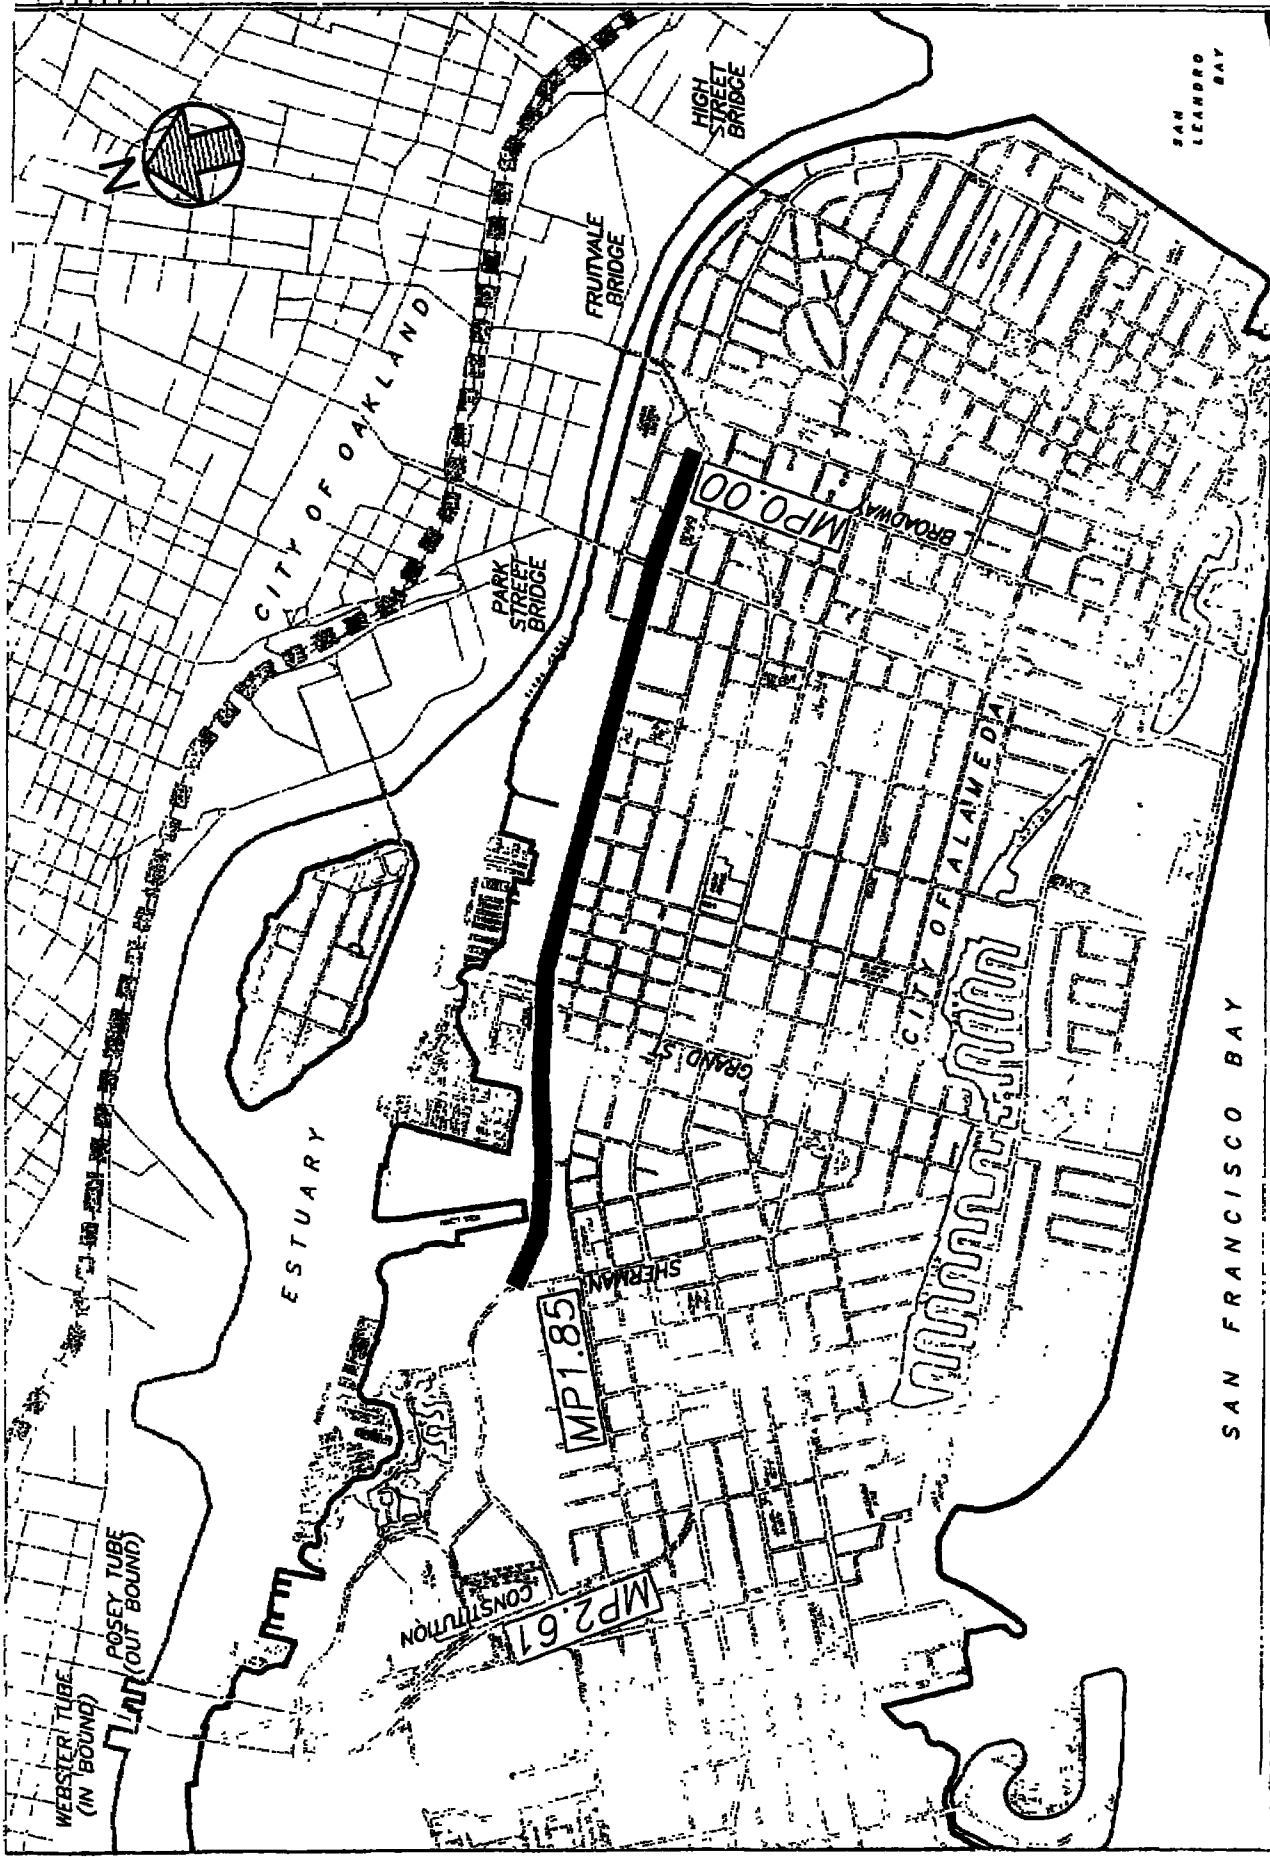 N
CITY OF OAKLAND
HIGH
STREET
BRIDGE
SAN
LEANDRO
BAY
FRUITVALE
BRIDGE
PARK
STREET
BRIDGE
MP0.00
BROADWAY
CITY OF ALAMEDA
GRAND ST
ESTUARY
SHERMAN
MP1.85
CONSTITUTION
MP2.61
POSEY TUBE
(OUT BOUND)
WEBSTER TUBE
(IN BOUND)
SAN FRANCISCO BAY